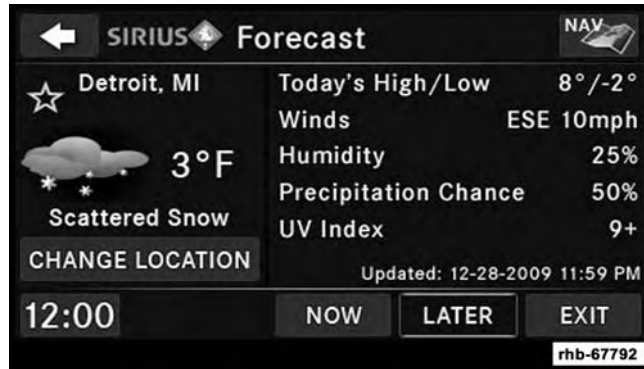 SIRIUS Forecast
NAV
Detroit, MI
3°F
Scattered Snow
CHANGE LOCATION
Today's High/Low 8°/-2°
Winds ESE 10mph
Humidity 25%
Precipitation Chance 50%
UV Index 9+
Updated: 12-28-2009 11:59 PM
12:00 NOW LATER EXIT
rhb-67792